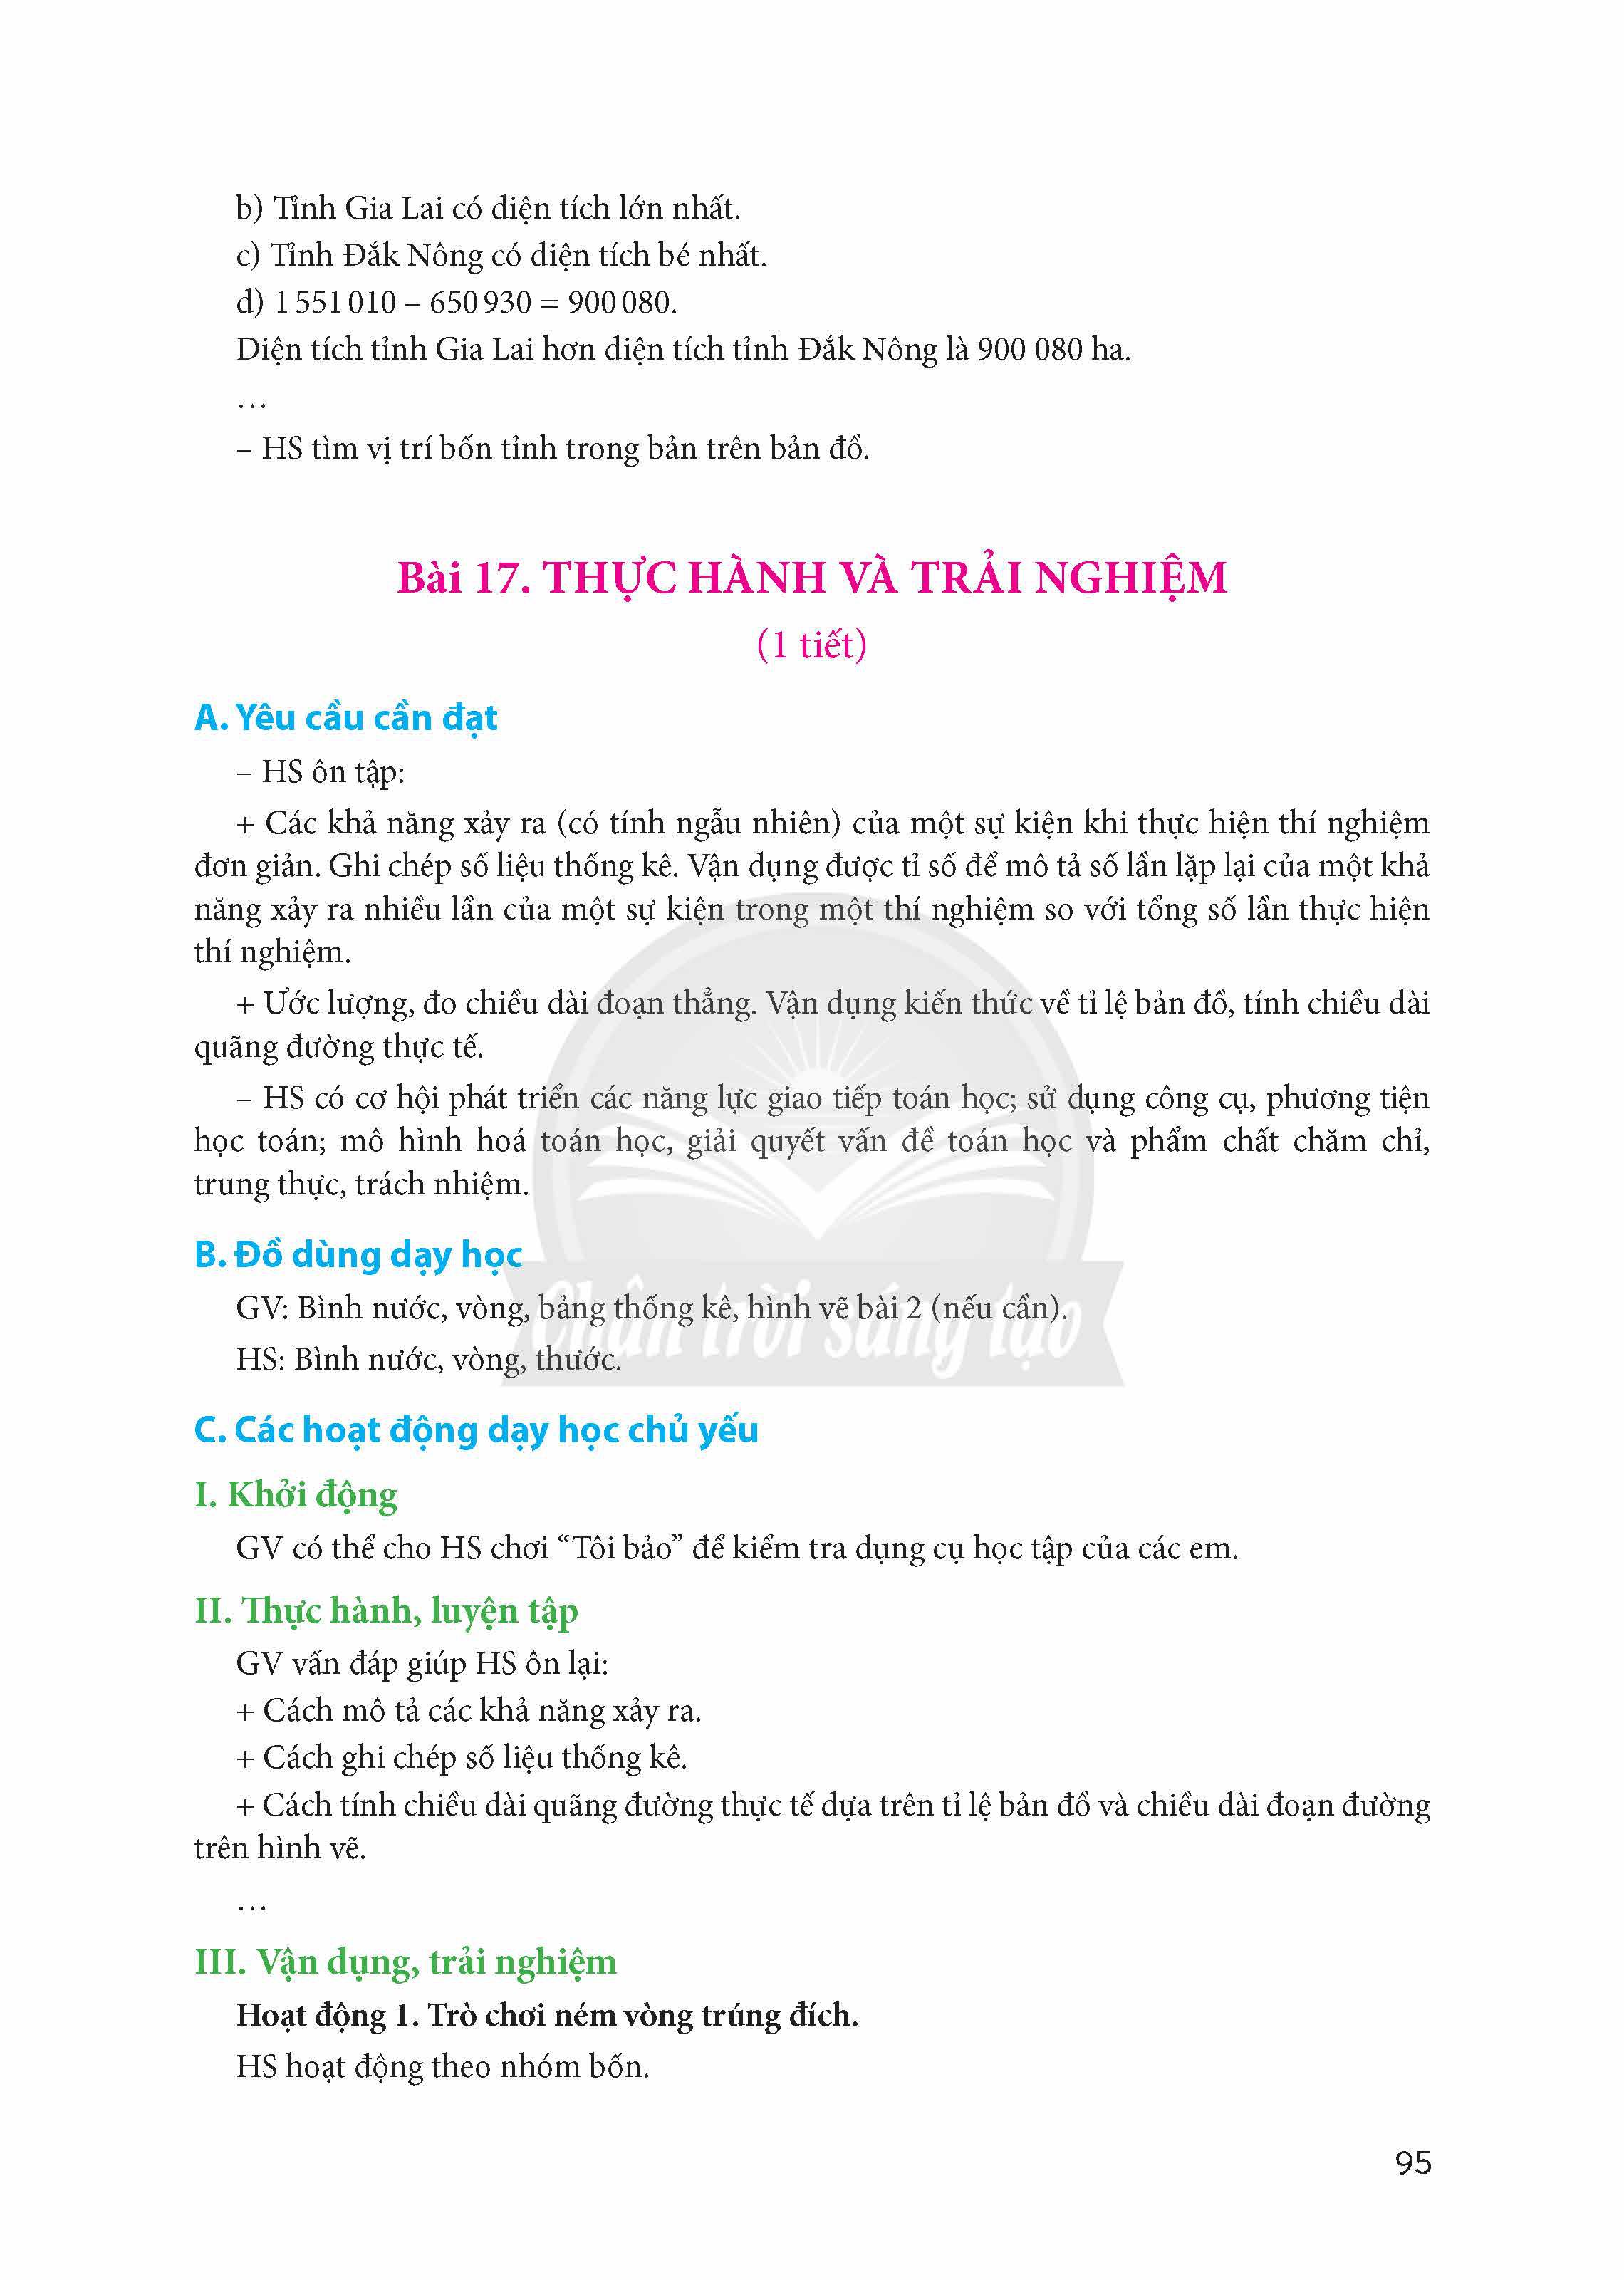 b) Tỉnh Gia Lai có diện tích lớn nhất.
c) Tỉnh Đắk Nông có diện tích bé nhất.
d) 1 551 010 – 650 930 = 900 080.
Diện tích tỉnh Gia Lai hơn diện tích tỉnh Đắk Nông là 900 080 ha.
…
– HS tìm vị trí bốn tỉnh trong bản trên bản đồ.
Bài 17. THỰC HÀNH VÀ TRẢI NGHIỆM
(1 tiết)
A. Yêu cầu cần đạt
– HS ôn tập:
+ Các khả năng xảy ra (có tính ngẫu nhiên) của một sự kiện khi thực hiện thí nghiệm
đơn giản. Ghi chép số liệu thống kê. Vận dụng được tỉ số để mô tả số lần lặp lại của một khả
năng xảy ra nhiều lần của một sự kiện trong một thí nghiệm so với tổng số lần thực hiện
thí nghiệm.
+ Ước lượng, đo chiều dài đoạn thẳng. Vận dụng kiến thức về tỉ lệ bản đồ, tính chiều dài
quãng đường thực tế.
– HS có cơ hội phát triển các năng lực giao tiếp toán học; sử dụng công cụ, phương tiện
học toán; mô hình hoá toán học, giải quyết vấn đề toán học và phẩm chất chăm chỉ,
trung thực, trách nhiệm.
B. Đồ dùng dạy học
GV: Bình nước, vòng, bảng thống kê, hình vẽ bài 2 (nếu cần).
Chân trời sáng tạo
HS: Bình nước, vòng, thước.
C. Các hoạt động dạy học chủ yếu
I. Khởi động
GV có thể cho HS chơi “Tôi bảo” để kiểm tra dụng cụ học tập của các em.
II. Thực hành, luyện tập
GV vấn đáp giúp HS ôn lại:
+ Cách mô tả các khả năng xảy ra.
+ Cách ghi chép số liệu thống kê.
+ Cách tính chiều dài quãng đường thực tế dựa trên tỉ lệ bản đồ và chiều dài đoạn đường
trên hình vẽ.
…
III. Vận dụng, trải nghiệm
Hoạt động 1. Trò chơi ném vòng trúng đích.
HS hoạt động theo nhóm bốn.
95